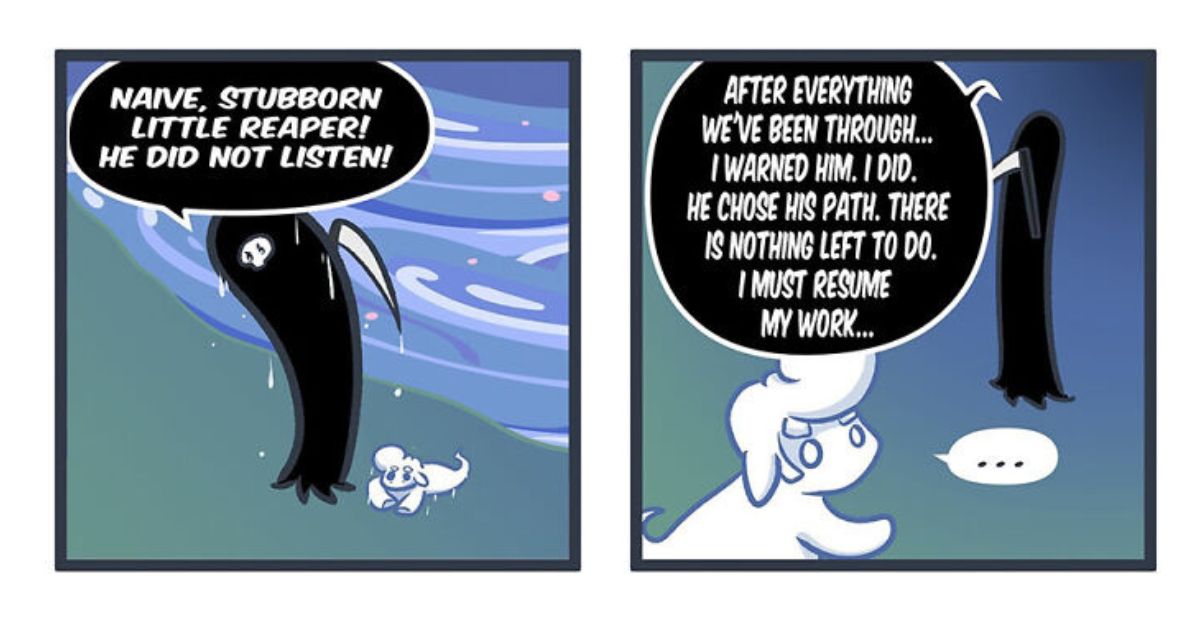 NAIVE, STUBBORN
LITTLE REAPER!
HE DID NOT LISTEN!
AFTER EVERYTHING
WE'VE BEEN THROUGH...
I WARNED HIM. I DID.
HE CHOSE HIS PATH. THERE
IS NOTHING LEFT TO DO.
I MUST RESUME
MY WORK...
...